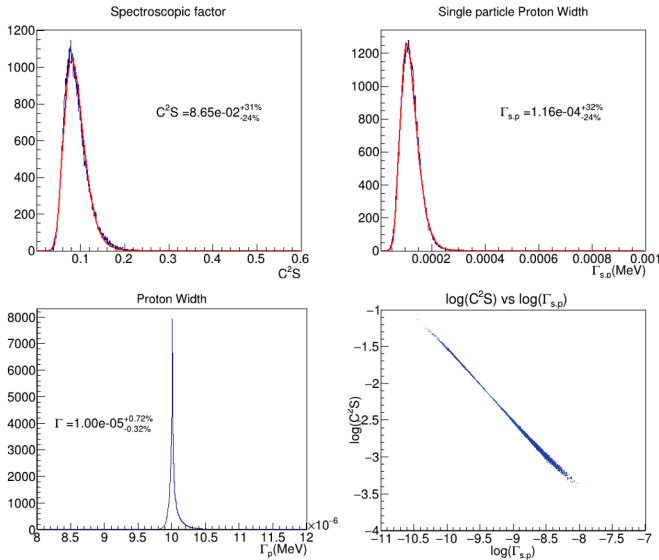 Spectroscopic factor
1200
1000
800
600
400
200
0
C²S =8.65e-02+31% -24%
0.1 0.2 0.3 0.4 0.5 0.6
C²S
Single particle Proton Width
1400
1200
1000
800
600
400
200
0
Γs.p =1.16e-04+32% -24%
0.0002 0.0004 0.0006 0.0008 0.001
Γs.p(MeV)
Proton Width
8000
7000
6000
5000
4000
3000
2000
1000
0
Γ =1.00e-05+0.72% -0.32%
8 8.5 9 9.5 10 10.5 11 11.5 12
×10⁻⁶
Γp(MeV)
log(C²S) vs log(Γs.p)
log(C²S)
−1
−1.5
−2
−2.5
−3
−3.5
−4
−11 −10.5 −10 −9.5 −9 −8.5 −8 −7.5 −7
log(Γs.p)